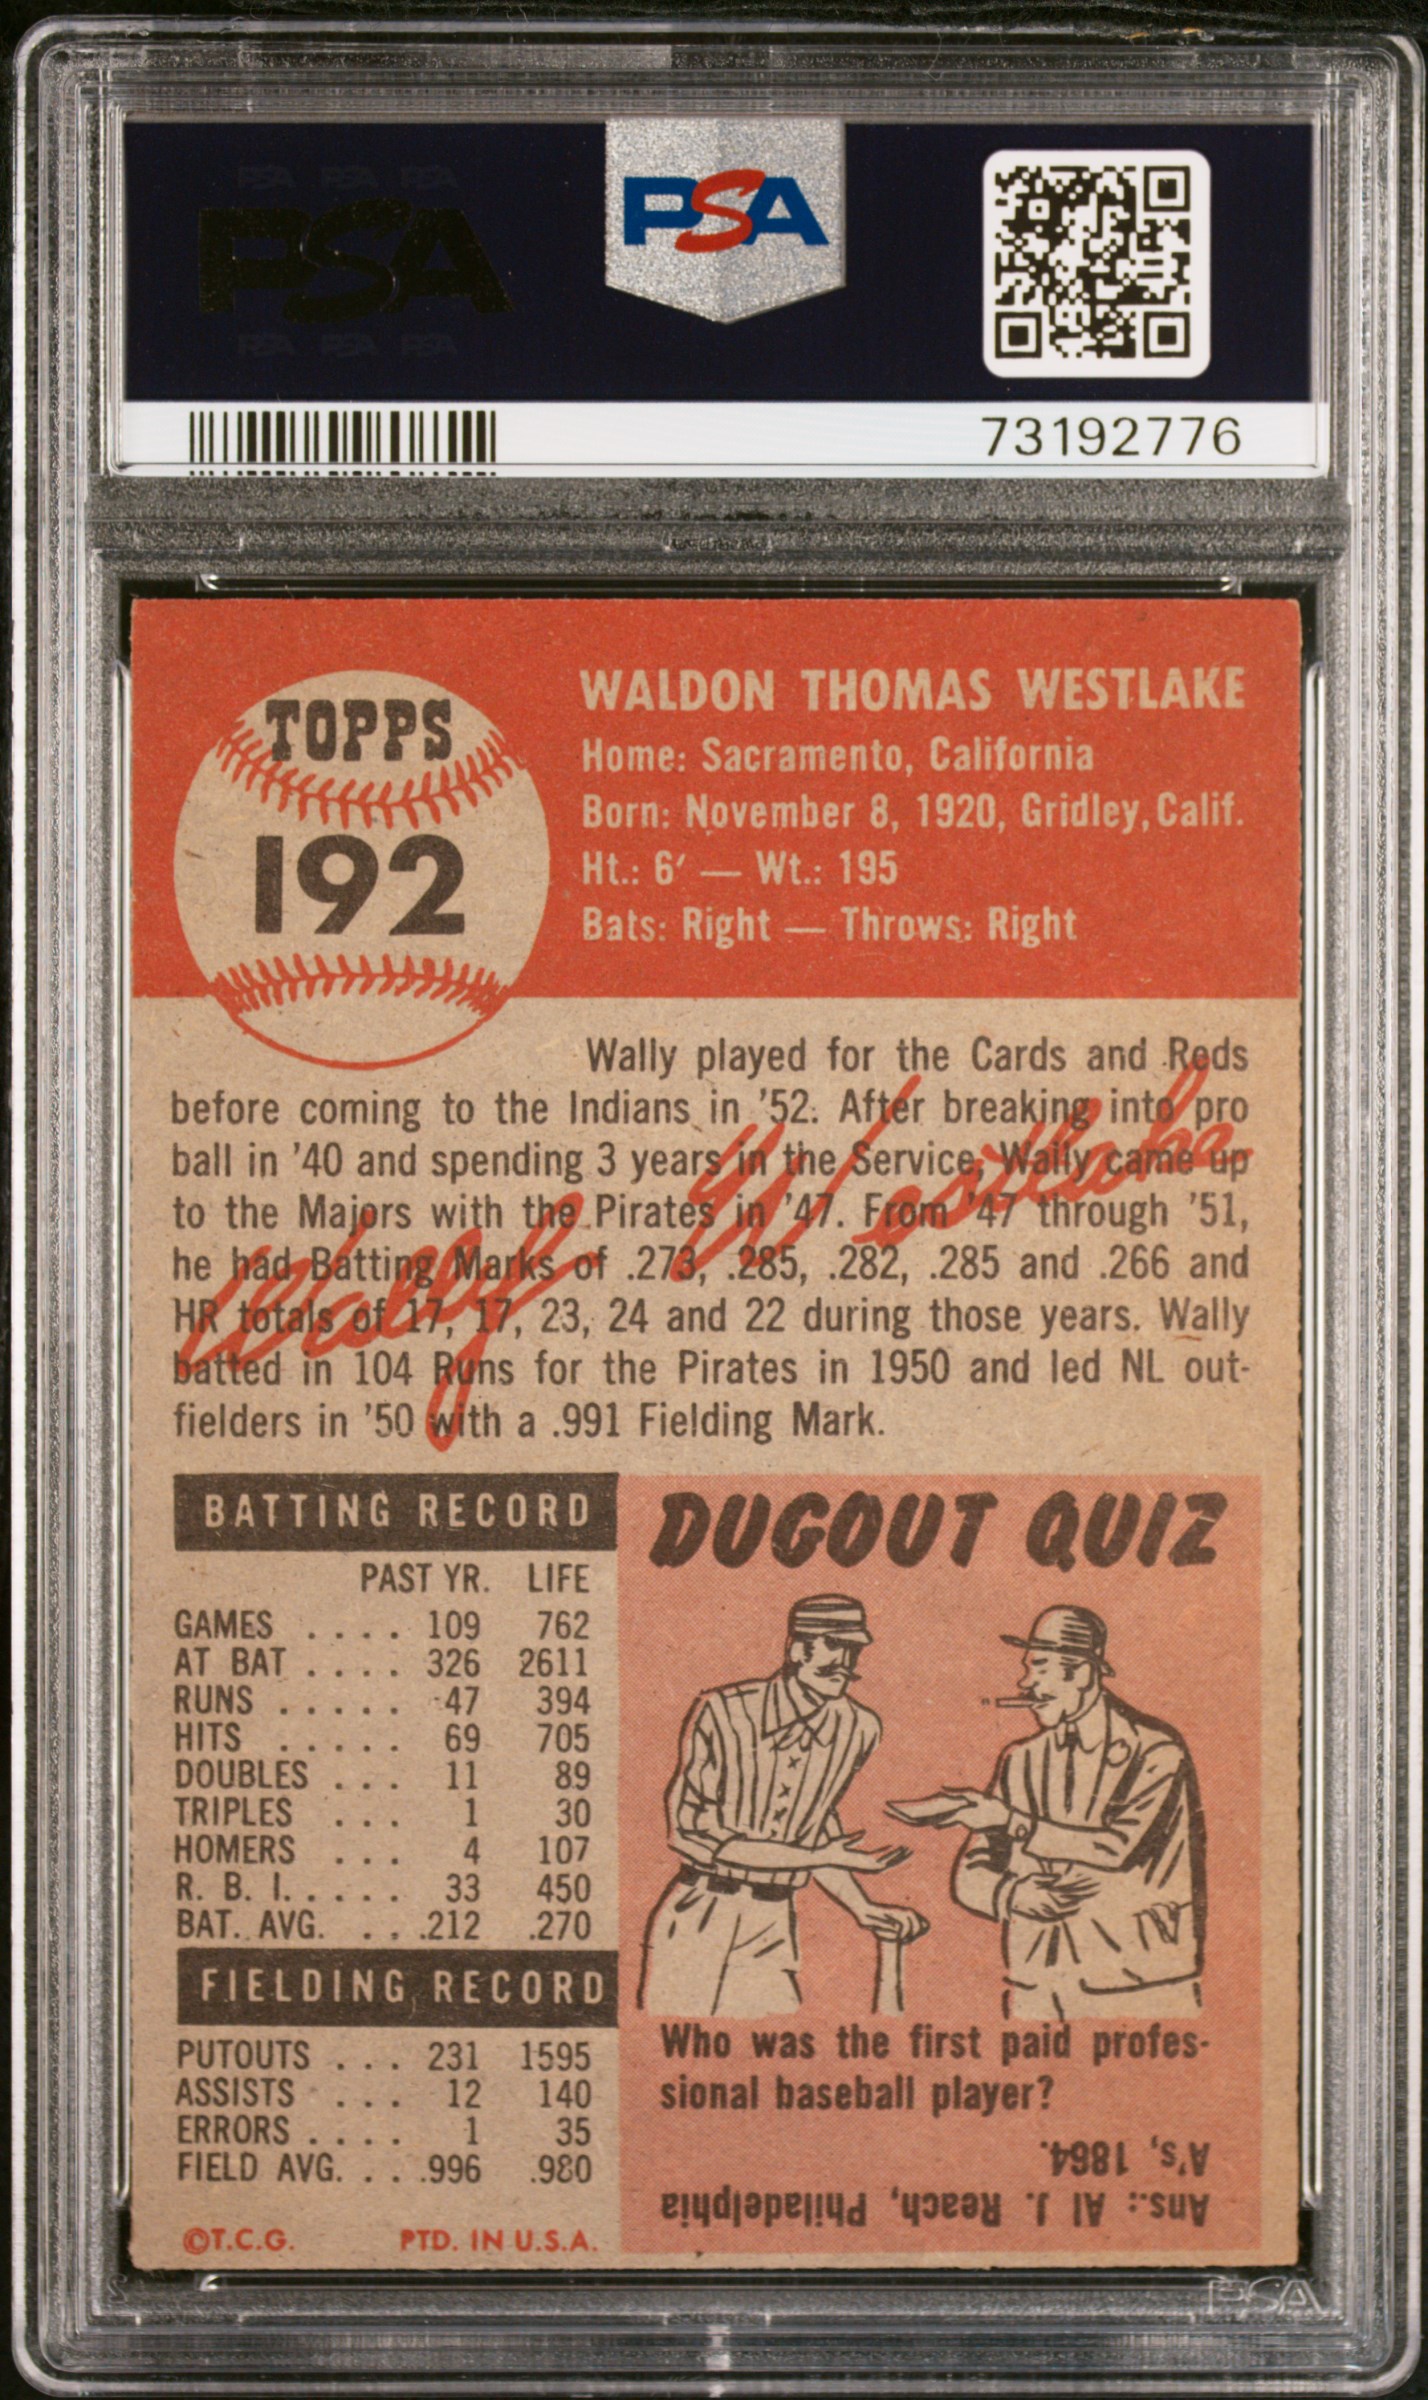 PSA PSA PSA
PSA
PSA PSA PSA
PSA
73192776
TOPPS
192
WALDON THOMAS WESTLAKE
Home: Sacramento, California
Born: November 8, 1920, Gridley, Calif.
Ht.: 6′ — Wt.: 195
Bats: Right — Throws: Right
Wally played for the Cards and Reds
before coming to the Indians in '52. After breaking into pro
ball in '40 and spending 3 years in the Service, Wally came up
to the Majors with the Pirates in '47. From '47 through '51,
he had Batting Marks of .273, .285, .282, .285 and .266 and
HR totals of 17, 17, 23, 24 and 22 during those years. Wally
batted in 104 Runs for the Pirates in 1950 and led NL out-
fielders in '50 with a .991 Fielding Mark.
Wally Westlake
BATTING RECORD
PAST YR. LIFE
GAMES .... 109 762
AT BAT .... 326 2611
RUNS ..... 47 394
HITS ..... 69 705
DOUBLES ... 11 89
TRIPLES ... 1 30
HOMERS ... 4 107
R. B. I...... 33 450
BAT. AVG. ... .212 .270
FIELDING RECORD
PUTOUTS ... 231 1595
ASSISTS ... 12 140
ERRORS .... 1 35
FIELD AVG. ... .996 .980
©T.C.G. PTD. IN U.S.A.
DUGOUT QUIZ
Who was the first paid profes-
sional baseball player?
Ans.: Al J. Reach, Philadelphia
A's, 1864.
PSA